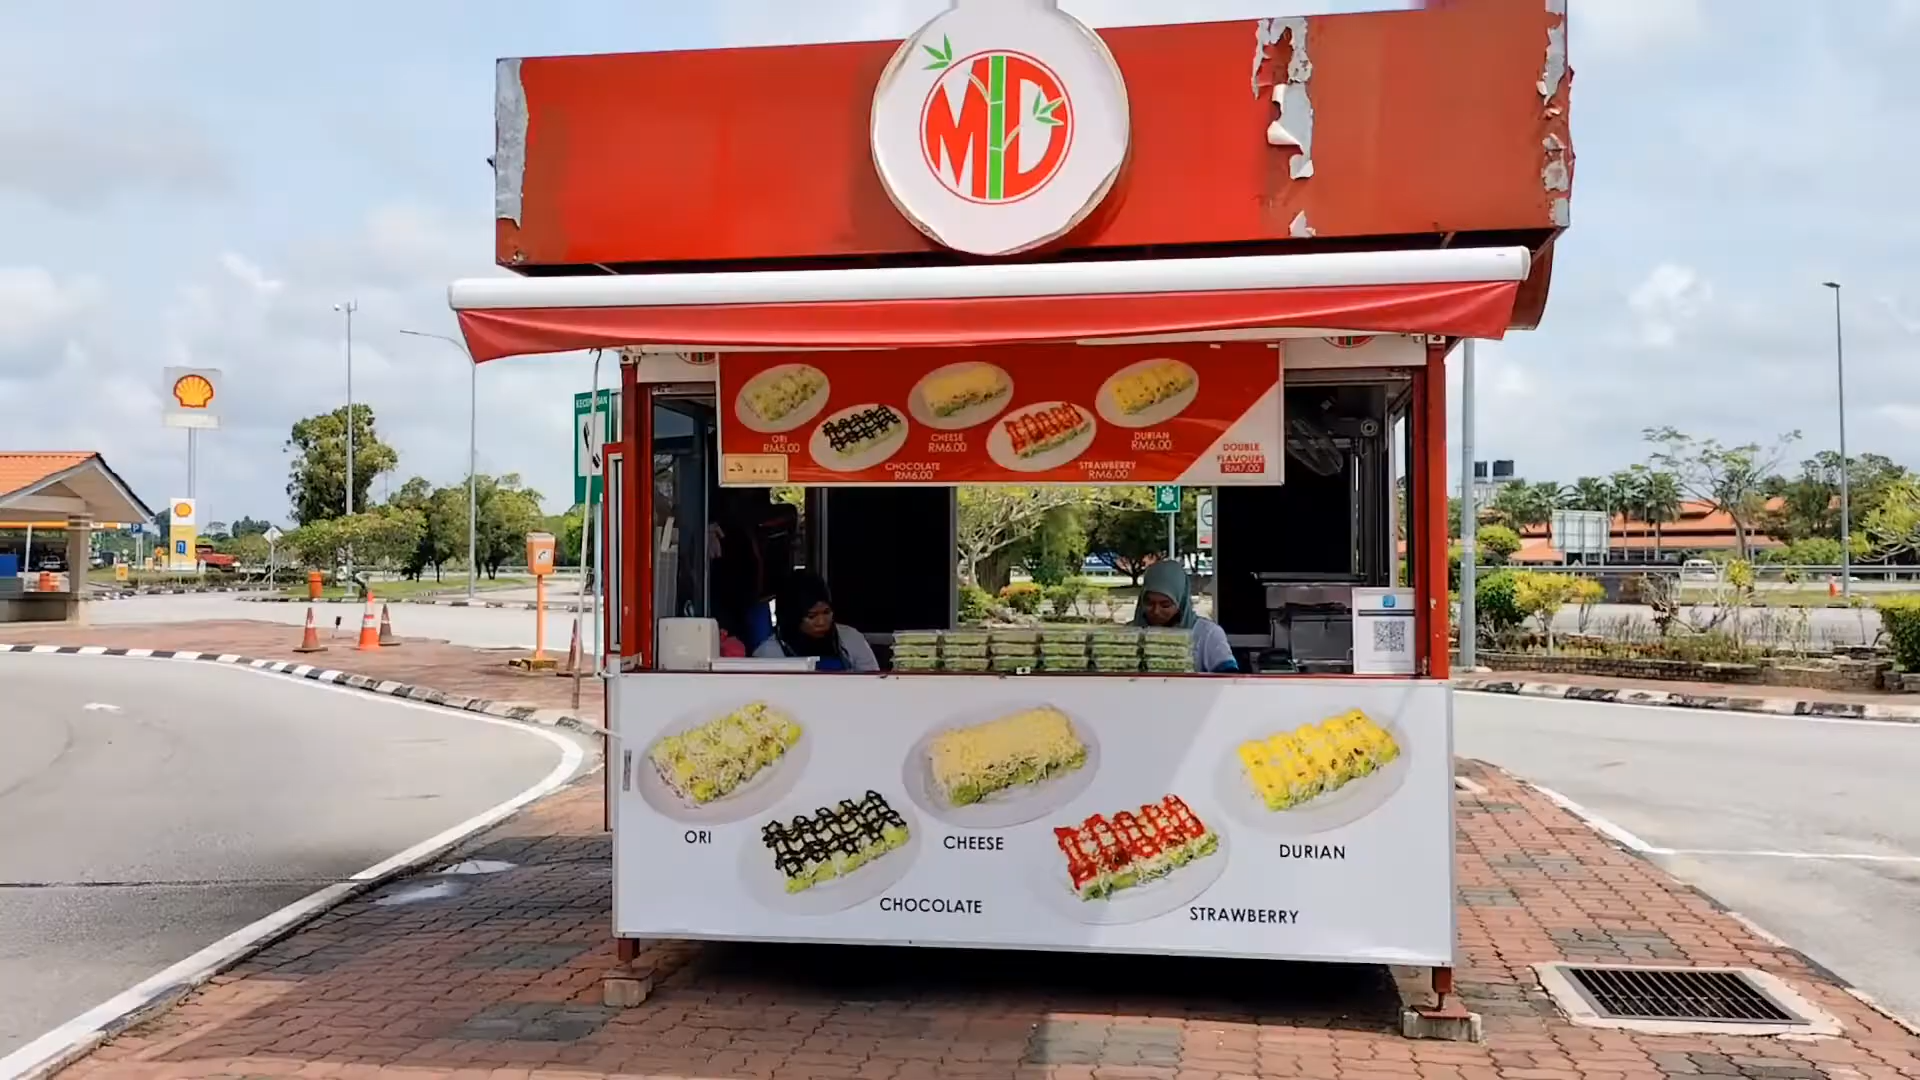 MD
ORI
RM5.00
CHOCOLATE
RM6.00
CHEESE
RM6.00
STRAWBERRY
RM6.00
DURIAN
RM6.00
DOUBLE
FLAVOURS
RM7.00
ORI
CHOCOLATE
CHEESE
STRAWBERRY
DURIAN